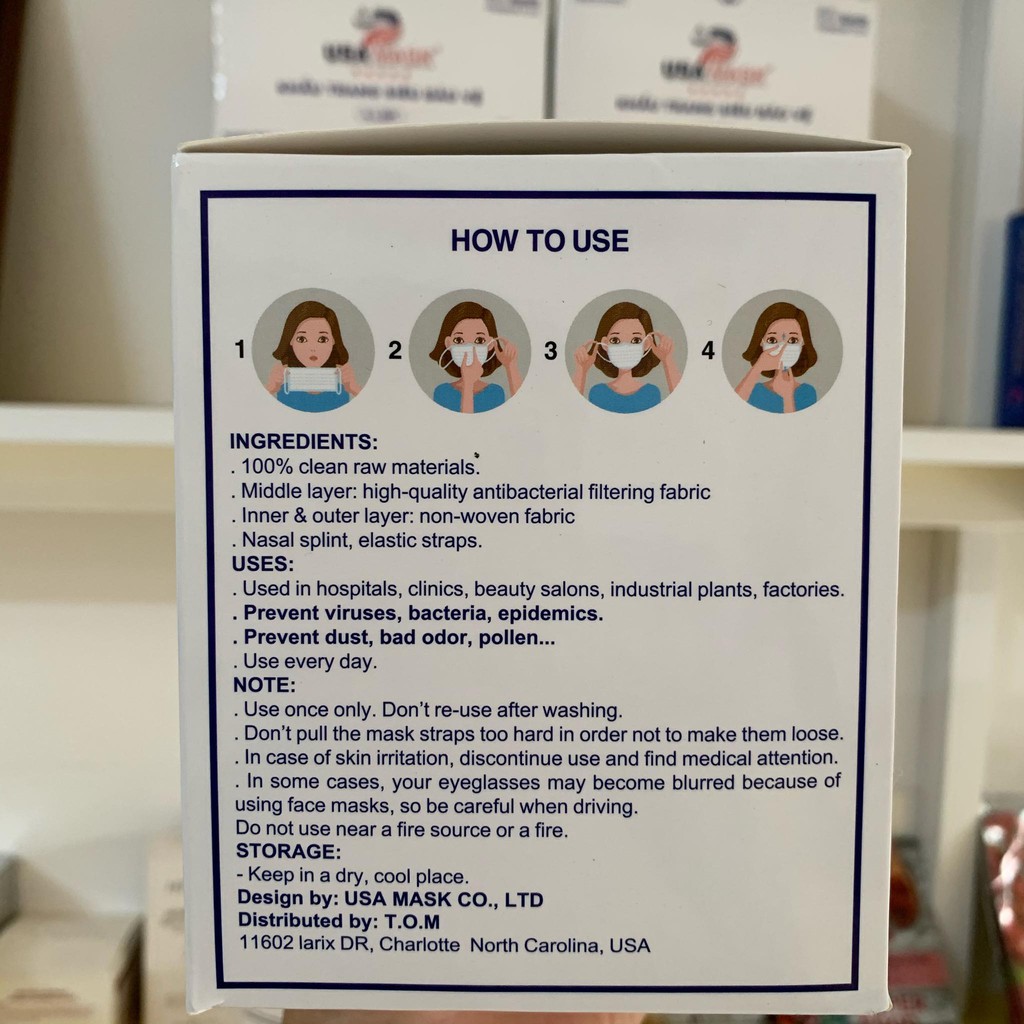 USA MASK
USA MASK
HOW TO USE
1
2
3
4
INGREDIENTS:
. 100% clean raw materials.
. Middle layer: high-quality antibacterial filtering fabric
. Inner & outer layer: non-woven fabric
. Nasal splint, elastic straps.
USES:
. Used in hospitals, clinics, beauty salons, industrial plants, factories.
. Prevent viruses, bacteria, epidemics.
. Prevent dust, bad odor, pollen...
. Use every day.
NOTE:
. Use once only. Don't re-use after washing.
. Don't pull the mask straps too hard in order not to make them loose.
. In case of skin irritation, discontinue use and find medical attention.
. In some cases, your eyeglasses may become blurred because of
using face masks, so be careful when driving.
Do not use near a fire source or a fire.
STORAGE:
- Keep in a dry, cool place.
Design by: USA MASK CO., LTD
Distributed by: T.O.M
11602 larix DR, Charlotte North Carolina, USA